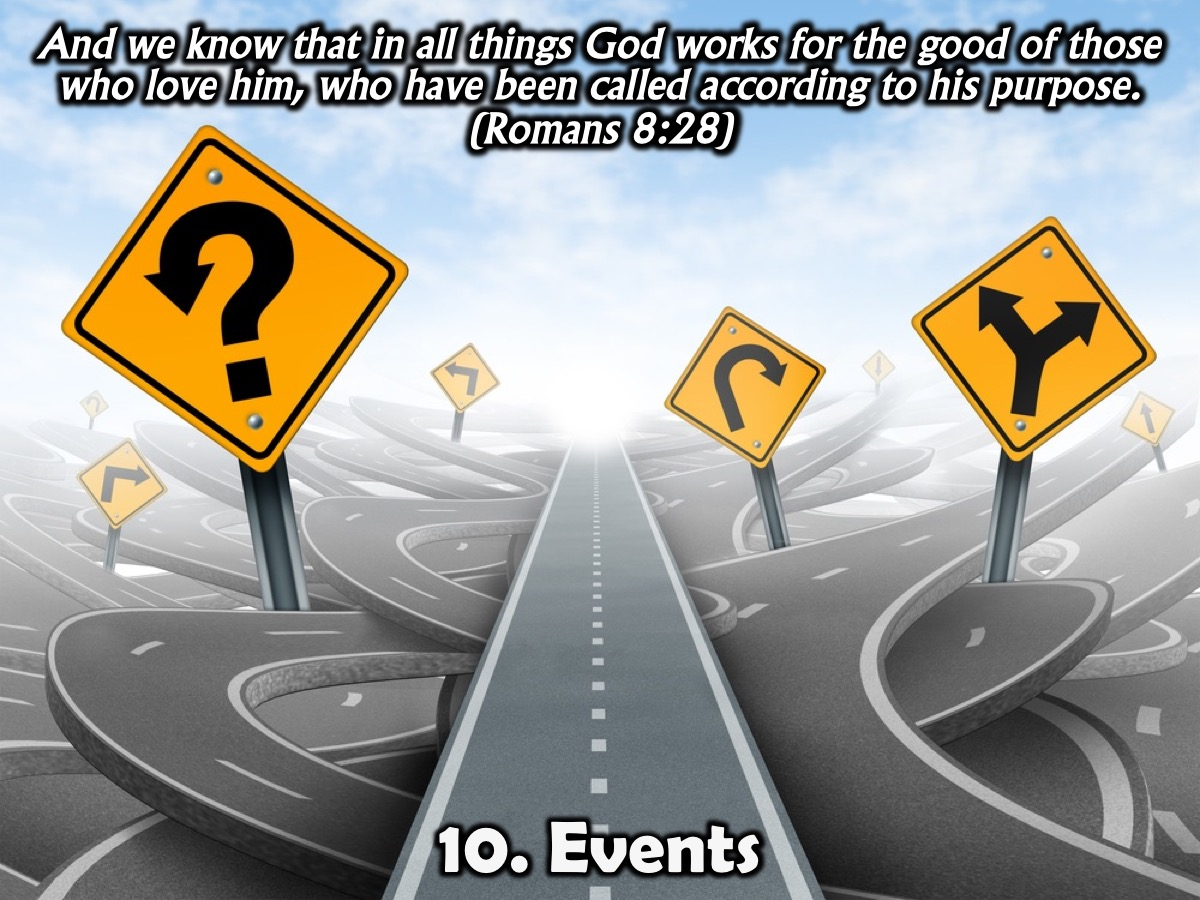 And we know that in all things God works for the good of those
who love him, who have been called according to his purpose.
(Romans 8:28)
?
10. Events